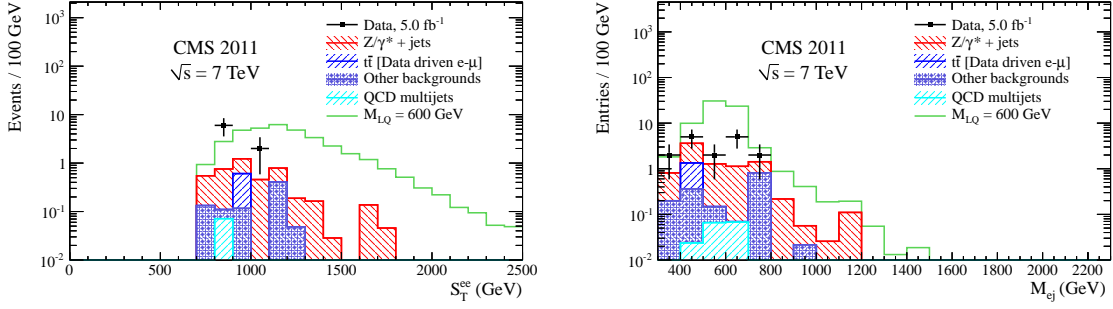 Events / 100 GeV
10³
10²
10
1
10⁻¹
10⁻²
CMS 2011
√s = 7 TeV
Data, 5.0 fb⁻¹
Z/γ* + jets
tt̄ [Data driven e-μ]
Other backgrounds
QCD multijets
M_LQ = 600 GeV
0 500 1000 1500 2000 2500
S_T^ee (GeV)
Entries / 100 GeV
10⁴
10³
10²
10
1
10⁻¹
10⁻²
CMS 2011
√s = 7 TeV
Data, 5.0 fb⁻¹
Z/γ* + jets
tt̄ [Data driven e-μ]
Other backgrounds
QCD multijets
M_LQ = 600 GeV
400 600 800 1000 1200 1400 1600 1800 2000 2200
M_ej (GeV)